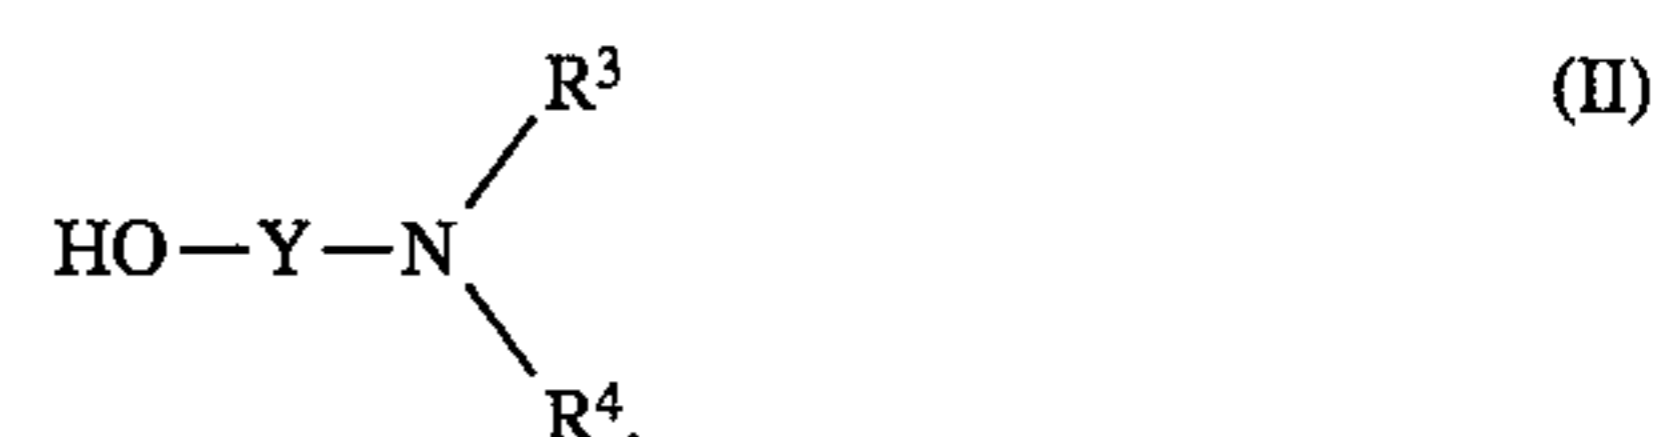 R³ (II)
HO—Y—N
R⁴.